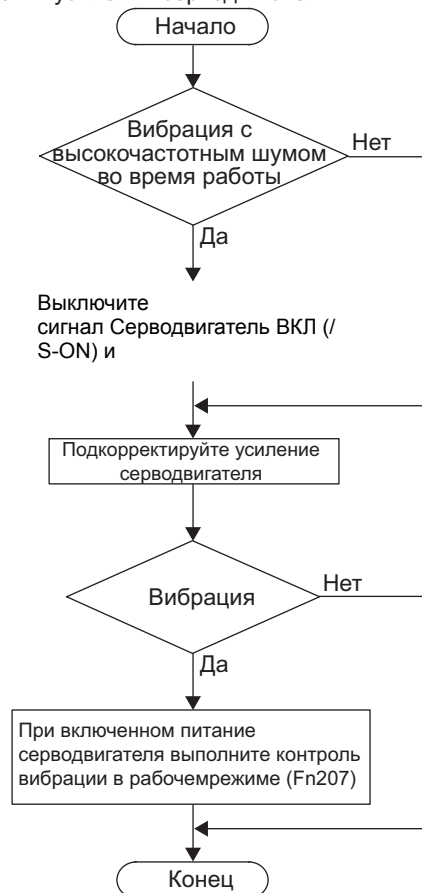 Начало
Вибрация с
высокочастотным шумом
во время работы
Нет
Да
Выключите
сигнал Серводвигатель ВКЛ (/
S-ON) и
Подкорректируйте усиление
серводвигателя
Вибрация
Нет
Да
При включенном питание
серводвигателя выполните контроль
вибрации в рабочемрежиме (Fn207)
Конец